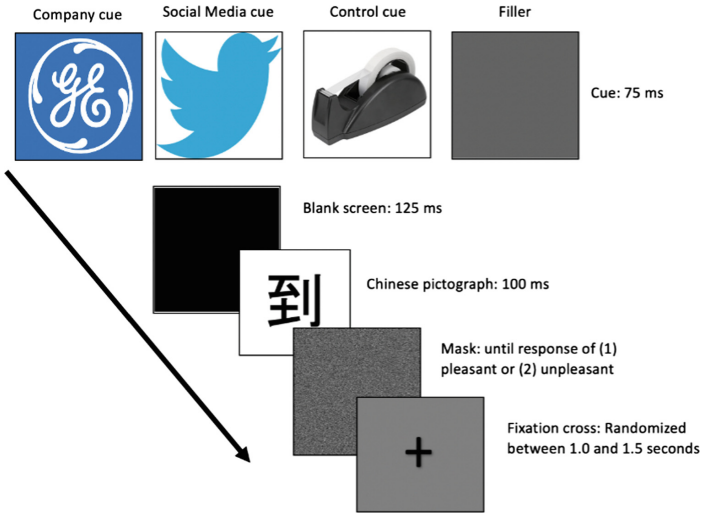 Company cue
Social Media cue
Control cue
Filler
GE
Cue: 75 ms
Blank screen: 125 ms
到
Chinese pictograph: 100 ms
Mask: until response of (1)
pleasant or (2) unpleasant
+
Fixation cross: Randomized
between 1.0 and 1.5 seconds